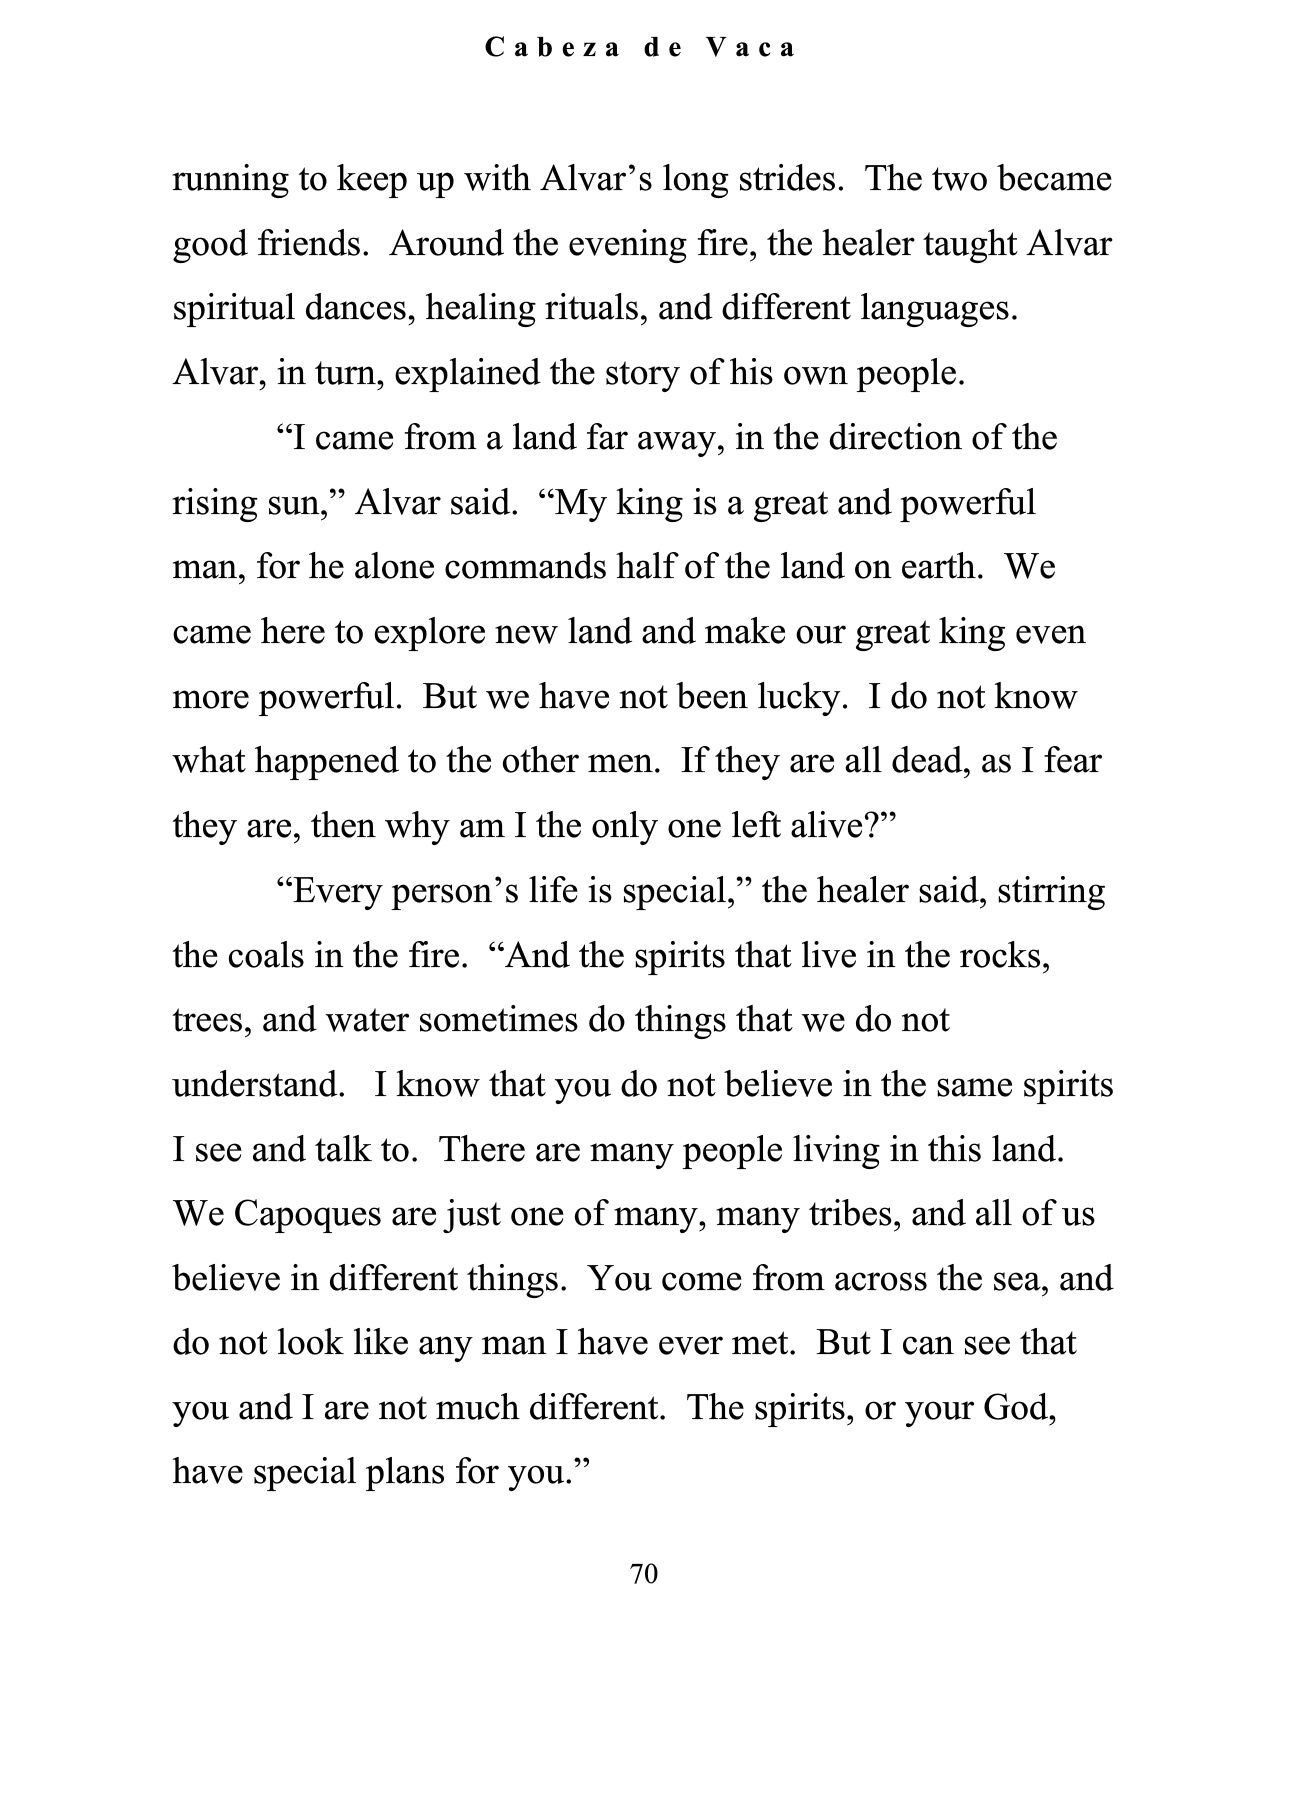 Cabeza de Vaca
running to keep up with Alvar’s long strides.  The two became
good friends.  Around the evening fire, the healer taught Alvar
spiritual dances, healing rituals, and different languages.
Alvar, in turn, explained the story of his own people.
“I came from a land far away, in the direction of the
rising sun,” Alvar said.  “My king is a great and powerful
man, for he alone commands half of the land on earth.  We
came here to explore new land and make our great king even
more powerful.  But we have not been lucky.  I do not know
what happened to the other men.  If they are all dead, as I fear
they are, then why am I the only one left alive?”
“Every person’s life is special,” the healer said, stirring
the coals in the fire.  “And the spirits that live in the rocks,
trees, and water sometimes do things that we do not
understand.   I know that you do not believe in the same spirits
I see and talk to.  There are many people living in this land.
We Capoques are just one of many, many tribes, and all of us
believe in different things.  You come from across the sea, and
do not look like any man I have ever met.  But I can see that
you and I are not much different.  The spirits, or your God,
have special plans for you.”
70